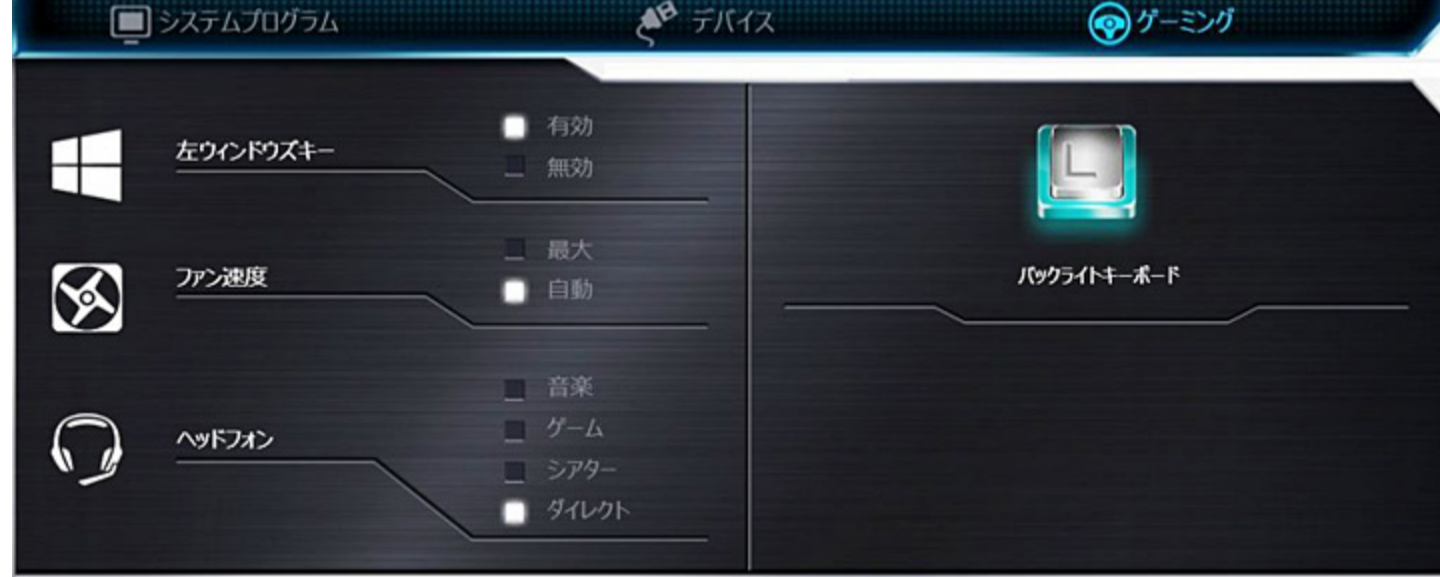 システムプログラム
デバイス
ゲーミング
左ウィンドウズキー
有効
無効
ファン速度
最大
自動
ヘッドフォン
音楽
ゲーム
シアター
ダイレクト
L
バックライトキーボード